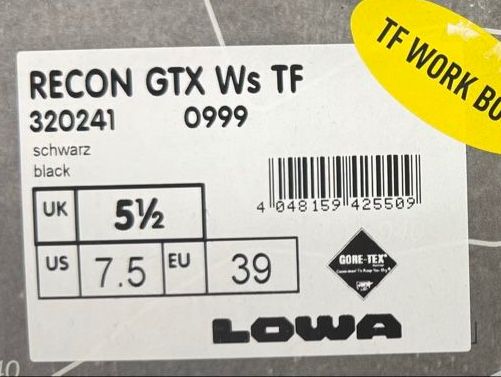 TF WORK BO
RECON GTX Ws TF
320241 0999
schwarz
black
4 048159 425509
UK 5½
US 7.5 EU 39
GORE-TEX
LOWA